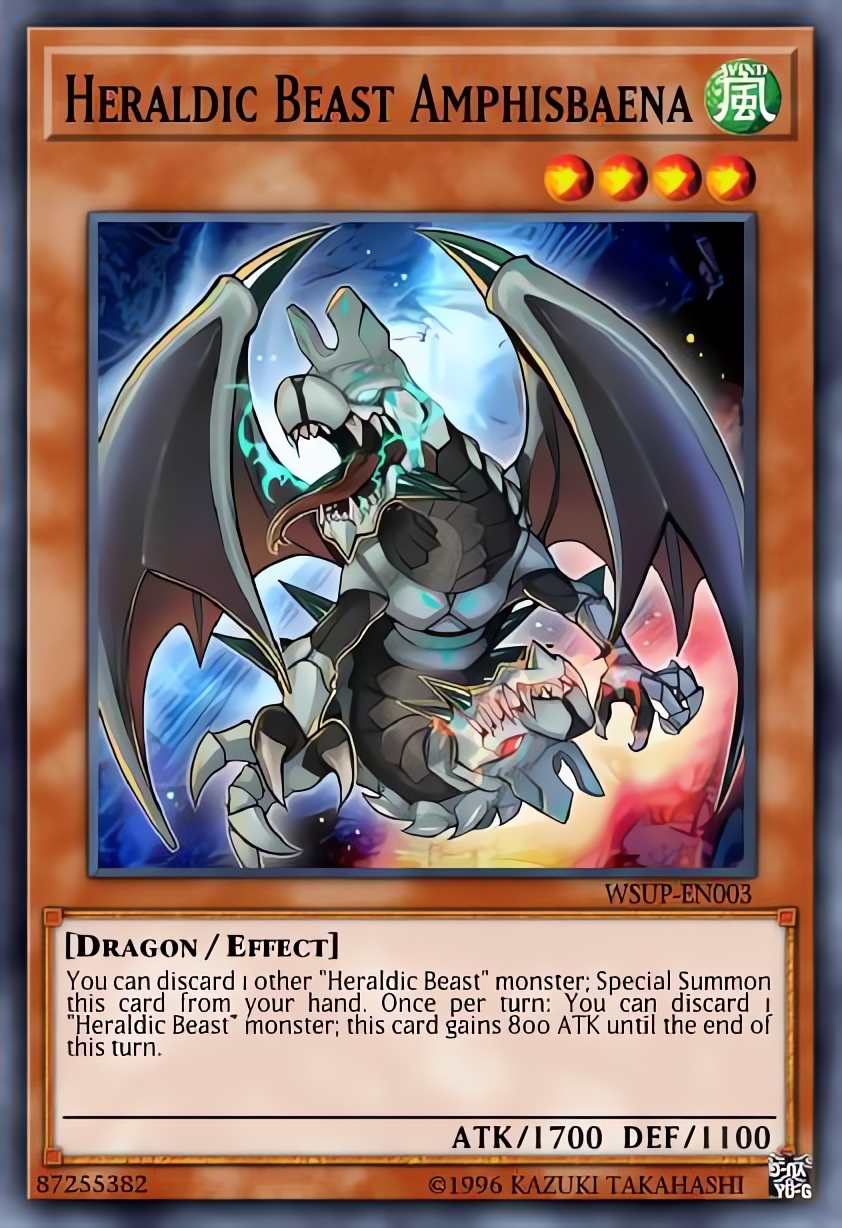 HERALDIC BEAST AMPHISBAENA
WIND
風
WSUP-EN003
[DRAGON / EFFECT]
You can discard 1 other "Heraldic Beast" monster; Special Summon
this card from your hand. Once per turn: You can discard 1
"Heraldic Beast" monster; this card gains 800 ATK until the end of
this turn.
ATK/1700 DEF/1100
87255382
©1996 KAZUKI TAKAHASHI